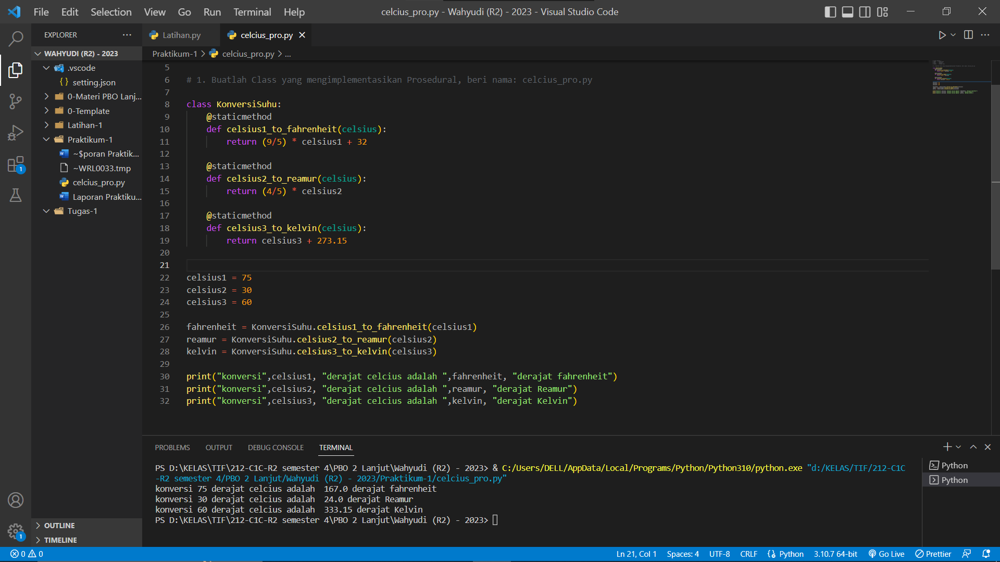 File Edit Selection View Go Run Terminal Help celcius_pro.py - Wahyudi (R2) - 2023 - Visual Studio Code
EXPLORER ...
Latihan.py celcius_pro.py
WAHYUDI (R2) - 2023
Praktikum-1 > celcius_pro.py > ...
.vscode
{} setting.json
0-Materi PBO Lanj...
0-Template
Latihan-1
Praktikum-1
~$poran Praktik...
~WRL0033.tmp
celcius_pro.py
Laporan Praktiku...
Tugas-1
1
5
6 # 1. Buatlah Class yang mengimplementasikan Prosedural, beri nama: celcius_pro.py
7
8 class KonversiSuhu:
9 @staticmethod
10 def celsius1_to_fahrenheit(celsius):
11 return (9/5) * celsius1 + 32
12
13 @staticmethod
14 def celsius2_to_reamur(celsius):
15 return (4/5) * celsius2
16
17 @staticmethod
18 def celsius3_to_kelvin(celsius):
19 return celsius3 + 273.15
20
21
22 celsius1 = 75
23 celsius2 = 30
24 celsius3 = 60
25
26 fahrenheit = KonversiSuhu.celsius1_to_fahrenheit(celsius1)
27 reamur = KonversiSuhu.celsius2_to_reamur(celsius2)
28 kelvin = KonversiSuhu.celsius3_to_kelvin(celsius3)
29
30 print("konversi",celsius1, "derajat celcius adalah ",fahrenheit, "derajat fahrenheit")
31 print("konversi",celsius2, "derajat celcius adalah ",reamur, "derajat Reamur")
32 print("konversi",celsius3, "derajat celcius adalah ",kelvin, "derajat Kelvin")
PROBLEMS OUTPUT DEBUG CONSOLE TERMINAL
PS D:\KELAS\TIF\212-C1C-R2 semester 4\PBO 2 Lanjut\Wahyudi (R2) - 2023> & C:/Users/DELL/AppData/Local/Programs/Python/Python310/python.exe "d:/KELAS/TIF/212-C1C
-R2 semester 4/PBO 2 Lanjut/Wahyudi (R2) - 2023/Praktikum-1/celcius_pro.py"
konversi 75 derajat celcius adalah  167.0 derajat fahrenheit
konversi 30 derajat celcius adalah  24.0 derajat Reamur
konversi 60 derajat celcius adalah  333.15 derajat Kelvin
PS D:\KELAS\TIF\212-C1C-R2 semester 4\PBO 2 Lanjut\Wahyudi (R2) - 2023>
Python
Python
OUTLINE
1
TIMELINE
0 0 Ln 21, Col 1 Spaces: 4 UTF-8 CRLF Python 3.10.7 64-bit Go Live Prettier